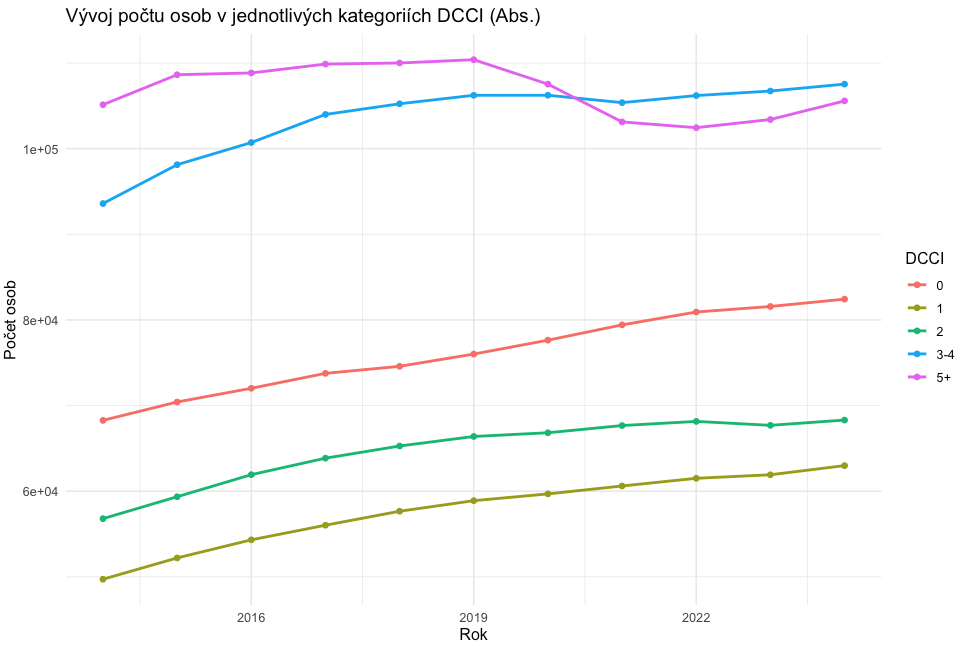 Vývoj počtu osob v jednotlivých kategoriích DCCI (Abs.)
1e+05
8e+04
6e+04
Počet osob
2016
2019
2022
Rok
DCCI
0
1
2
3-4
5+